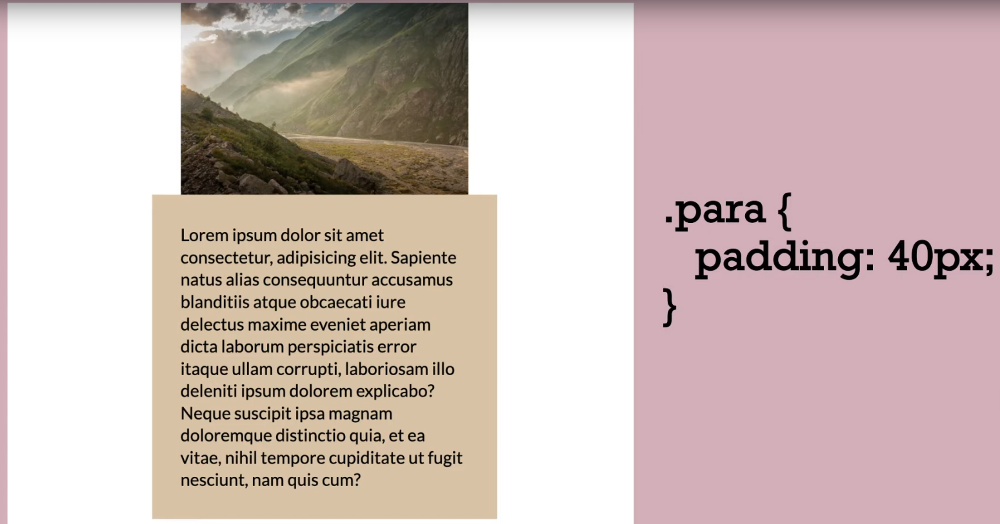 Lorem ipsum dolor sit amet
consectetur, adipisicing elit. Sapiente
natus alias consequuntur accusamus
blanditiis atque obcaecati iure
delectus maxime eveniet aperiam
dicta laborum perspiciatis error
itaque ullam corrupti, laboriosam illo
deleniti ipsum dolorem explicabo?
Neque suscipit ipsa magnam
doloremque distinctio quia, et ea
vitae, nihil tempore cupiditate ut fugit
nesciunt, nam quis cum?
.para {
padding: 40px;
}